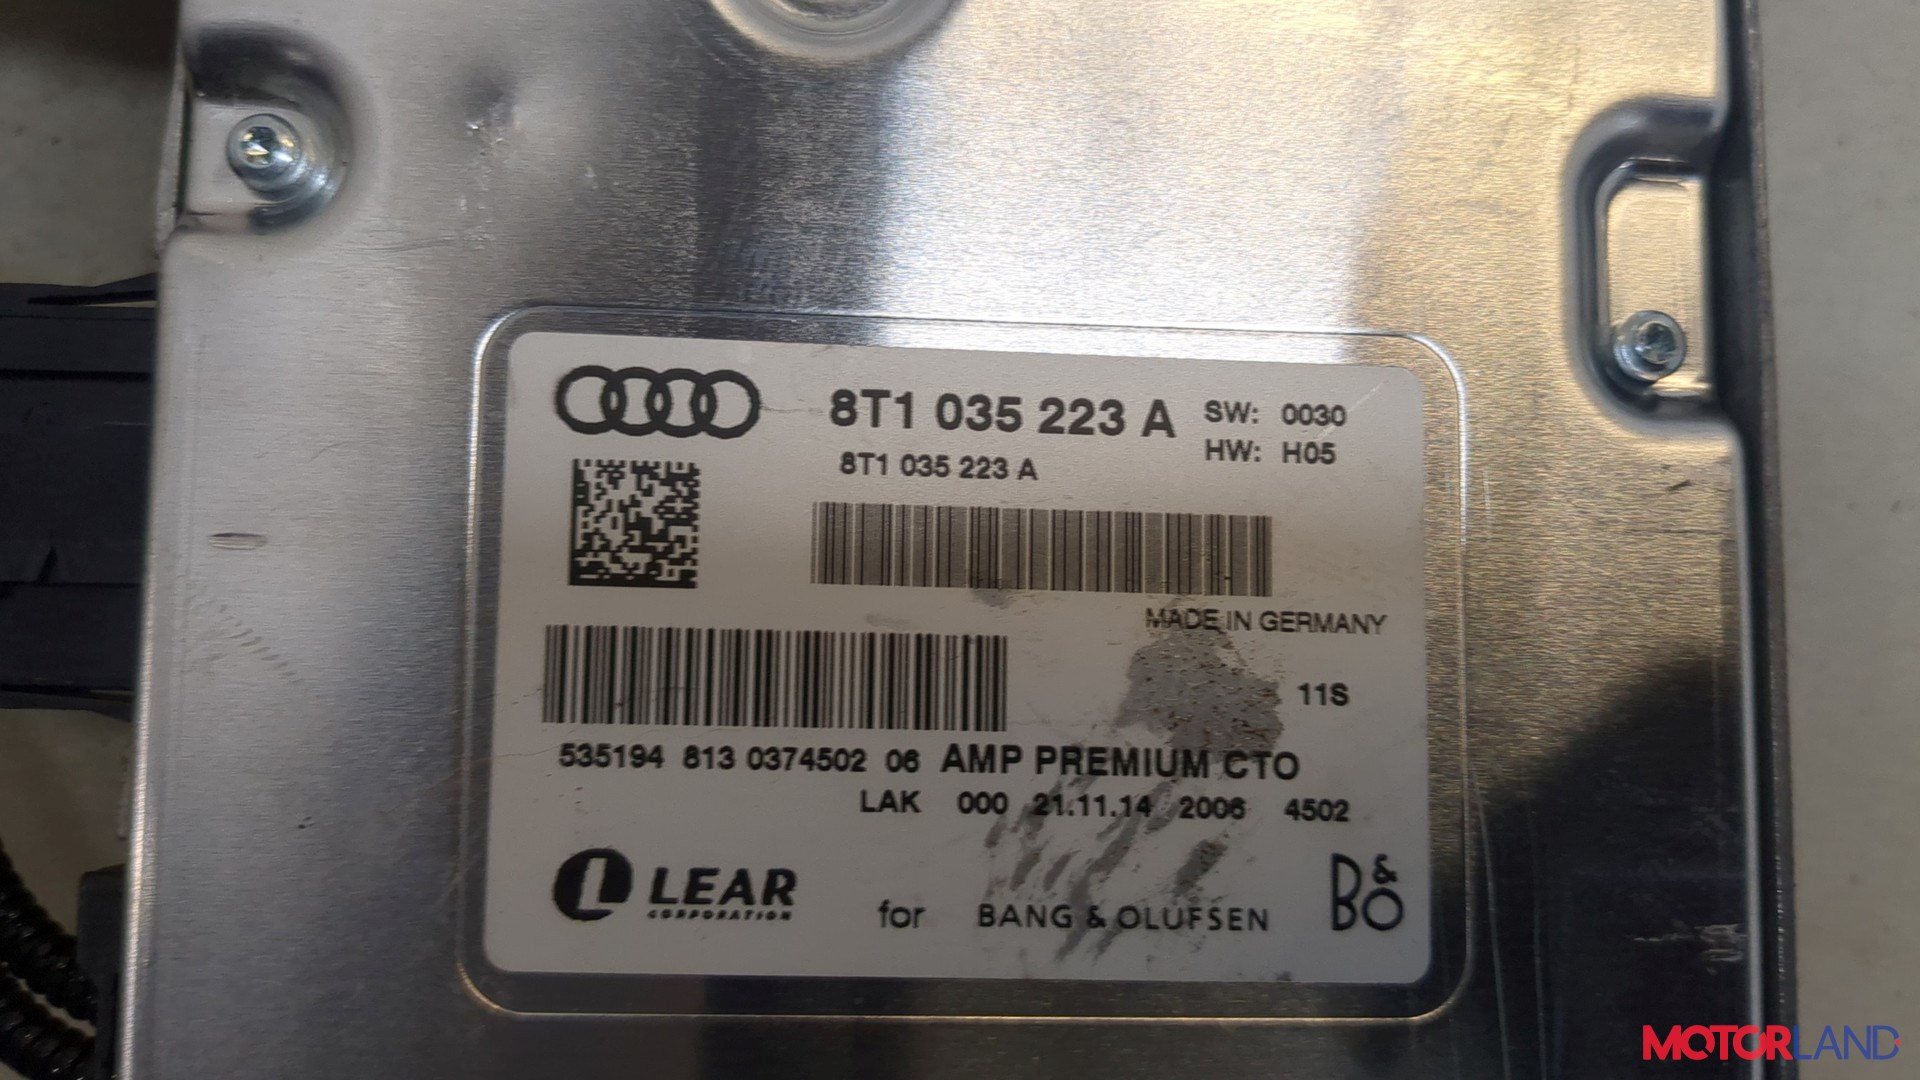 8T1 035 223 A SW: 0030
HW: H05
8T1 035 223 A
MADE IN GERMANY
11S
535194 813 0374502 06 AMP PREMIUM CTO
LAK 000 21.11.14 2006 4502
L LEAR
CORPORATION
for BANG & OLUFSEN
B&O
MOTORLAND